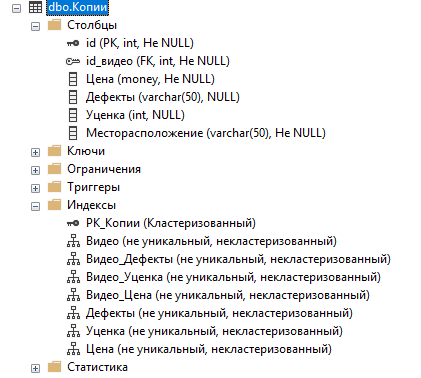 dbo.Копии
Столбцы
id (PK, int, Не NULL)
id_видео (FK, int, Не NULL)
Цена (money, Не NULL)
Дефекты (varchar(50), NULL)
Уценка (int, NULL)
Месторасположение (varchar(50), Не NULL)
Ключи
Ограничения
Триггеры
Индексы
PK_Копии (Кластеризованный)
Видео (не уникальный, некластеризованный)
Видео_Дефекты (не уникальный, некластеризованный)
Видео_Уценка (не уникальный, некластеризованный)
Видео_Цена (не уникальный, некластеризованный)
Дефекты (не уникальный, некластеризованный)
Уценка (не уникальный, некластеризованный)
Цена (не уникальный, некластеризованный)
Статистика